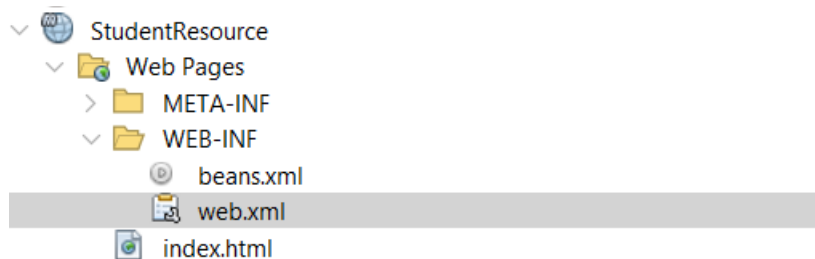 StudentResource
Web Pages
META-INF
WEB-INF
beans.xml
web.xml
index.html